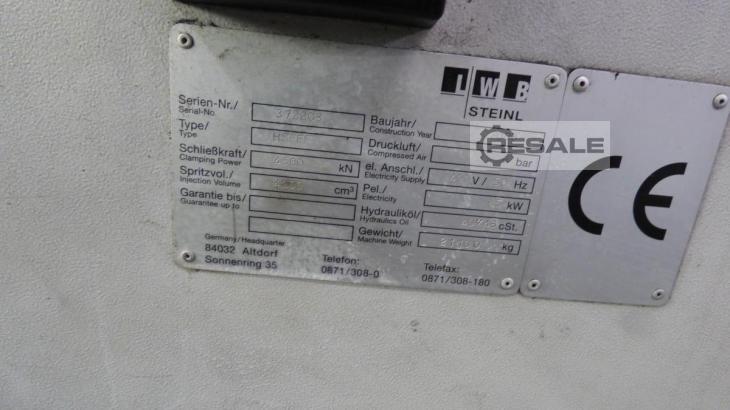 LWB
STEINL
Serien-Nr./
Serial-No.
Type/
Type
Schließkraft/
Clamping Power
kN
Spritzvol./
Injection Volume
cm³
Garantie bis/
Guarantee up to
Baujahr/
Construction Year
Druckluft/
Compressed Air
bar
el. Anschl./
Electricity Supply
V / Hz
Pel./
Electricity
kW
Hydrauliköl/
Hydraulics Oil
cSt.
Gewicht/
Machine Weight
kg
Germany/Headquarter
84032 Altdorf
Sonnenring 35
Telefon:
0871/308-0
Telefax:
0871/308-180
CE
RESALE